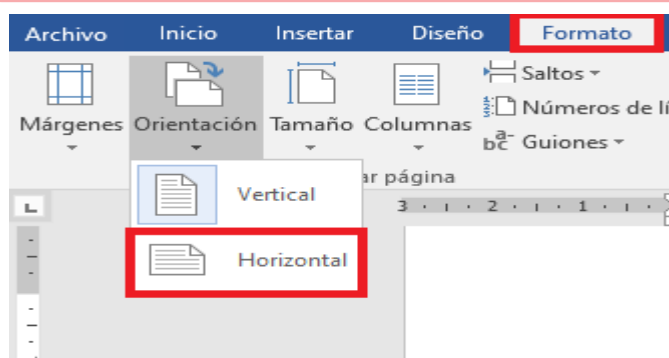 Archivo Inicio Insertar Diseño Formato
Saltos
Números de lí
Guiones
Márgenes Orientación Tamaño Columnas
ar página
Vertical
Horizontal
L
3 · ı · 2 · ı · 1 · ı ·